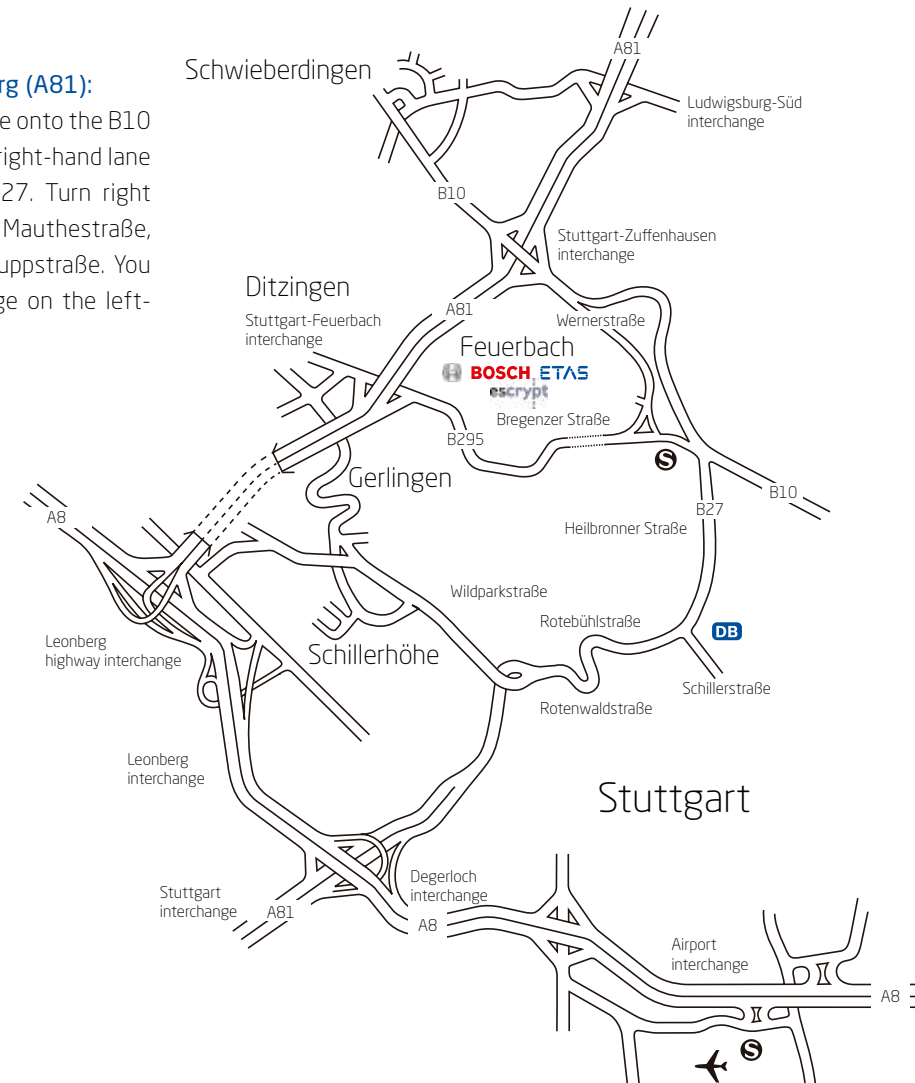 rg (A81):
e onto the B10
right-hand lane
27. Turn right
Mauthestraße,
uppstraße. You
ge on the left-
A81
Schwieberdingen
Ludwigsburg-Süd
interchange
B10
Stuttgart-Zuffenhausen
interchange
Ditzingen
Stuttgart-Feuerbach
interchange
A81
Wernerstraße
Feuerbach
BOSCH ETAS
escrypt
Bregenzer Straße
B295
S
Gerlingen
B10
A8
B27
Heilbronner Straße
Wildparkstraße
Rotebühlstraße
DB
Leonberg
highway interchange
Schillerhöhe
Schillerstraße
Rotenwaldstraße
Leonberg
interchange
Stuttgart
Degerloch
interchange
Stuttgart
interchange
A81
A8
Airport
interchange
A8
S